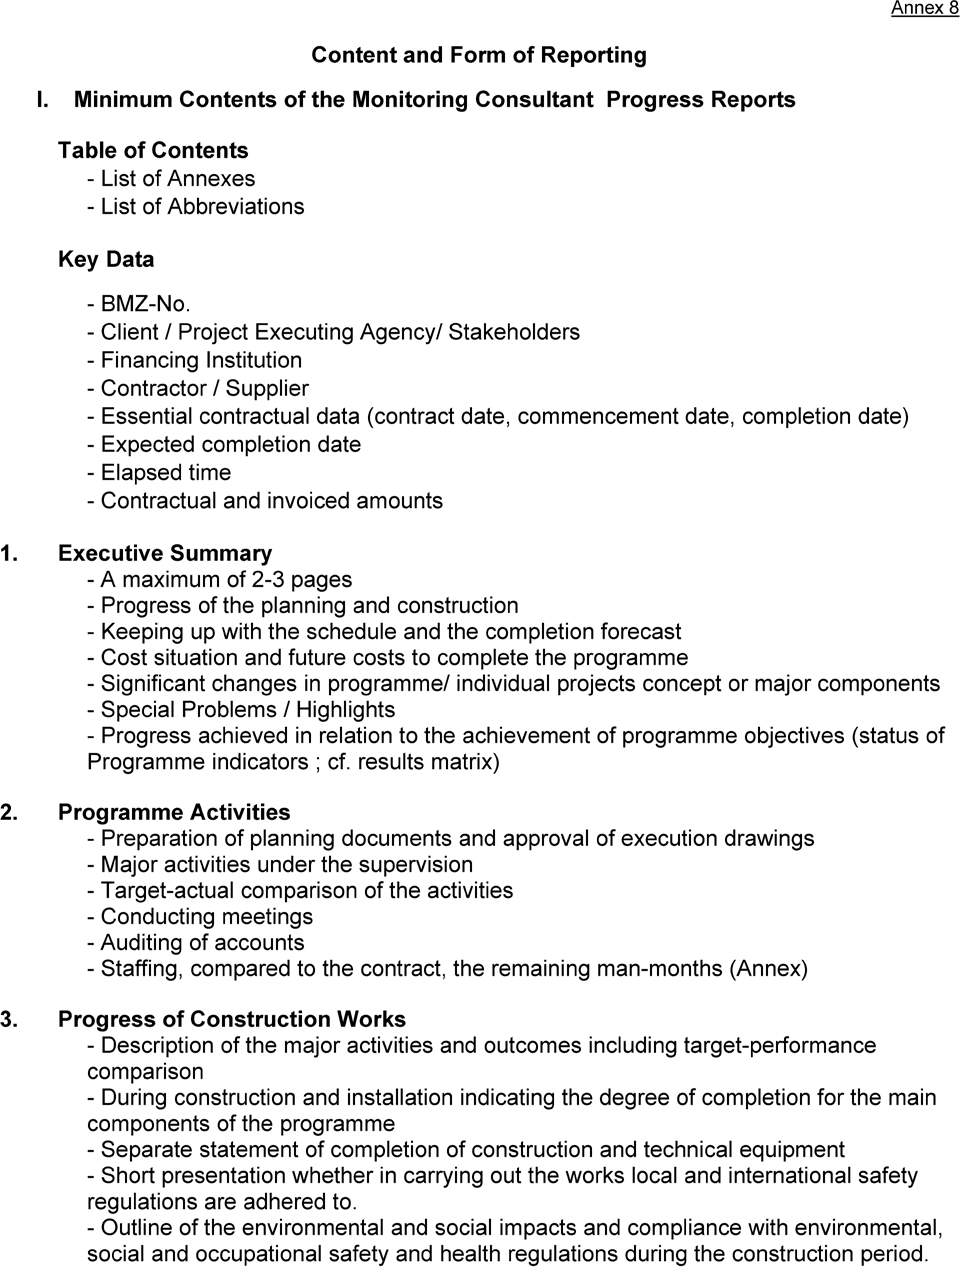 Annex 8
Content and Form of Reporting
I. Minimum Contents of the Monitoring Consultant Progress Reports
Table of Contents
- List of Annexes
- List of Abbreviations
Key Data
- BMZ-No.
- Client / Project Executing Agency/ Stakeholders
- Financing Institution
- Contractor / Supplier
- Essential contractual data (contract date, commencement date, completion date)
- Expected completion date
- Elapsed time
- Contractual and invoiced amounts
1. Executive Summary
- A maximum of 2-3 pages
- Progress of the planning and construction
- Keeping up with the schedule and the completion forecast
- Cost situation and future costs to complete the programme
- Significant changes in programme/ individual projects concept or major components
- Special Problems / Highlights
- Progress achieved in relation to the achievement of programme objectives (status of
Programme indicators ; cf. results matrix)
2. Programme Activities
- Preparation of planning documents and approval of execution drawings
- Major activities under the supervision
- Target-actual comparison of the activities
- Conducting meetings
- Auditing of accounts
- Staffing, compared to the contract, the remaining man-months (Annex)
3. Progress of Construction Works
- Description of the major activities and outcomes including target-performance
comparison
- During construction and installation indicating the degree of completion for the main
components of the programme
- Separate statement of completion of construction and technical equipment
- Short presentation whether in carrying out the works local and international safety
regulations are adhered to.
- Outline of the environmental and social impacts and compliance with environmental,
social and occupational safety and health regulations during the construction period.